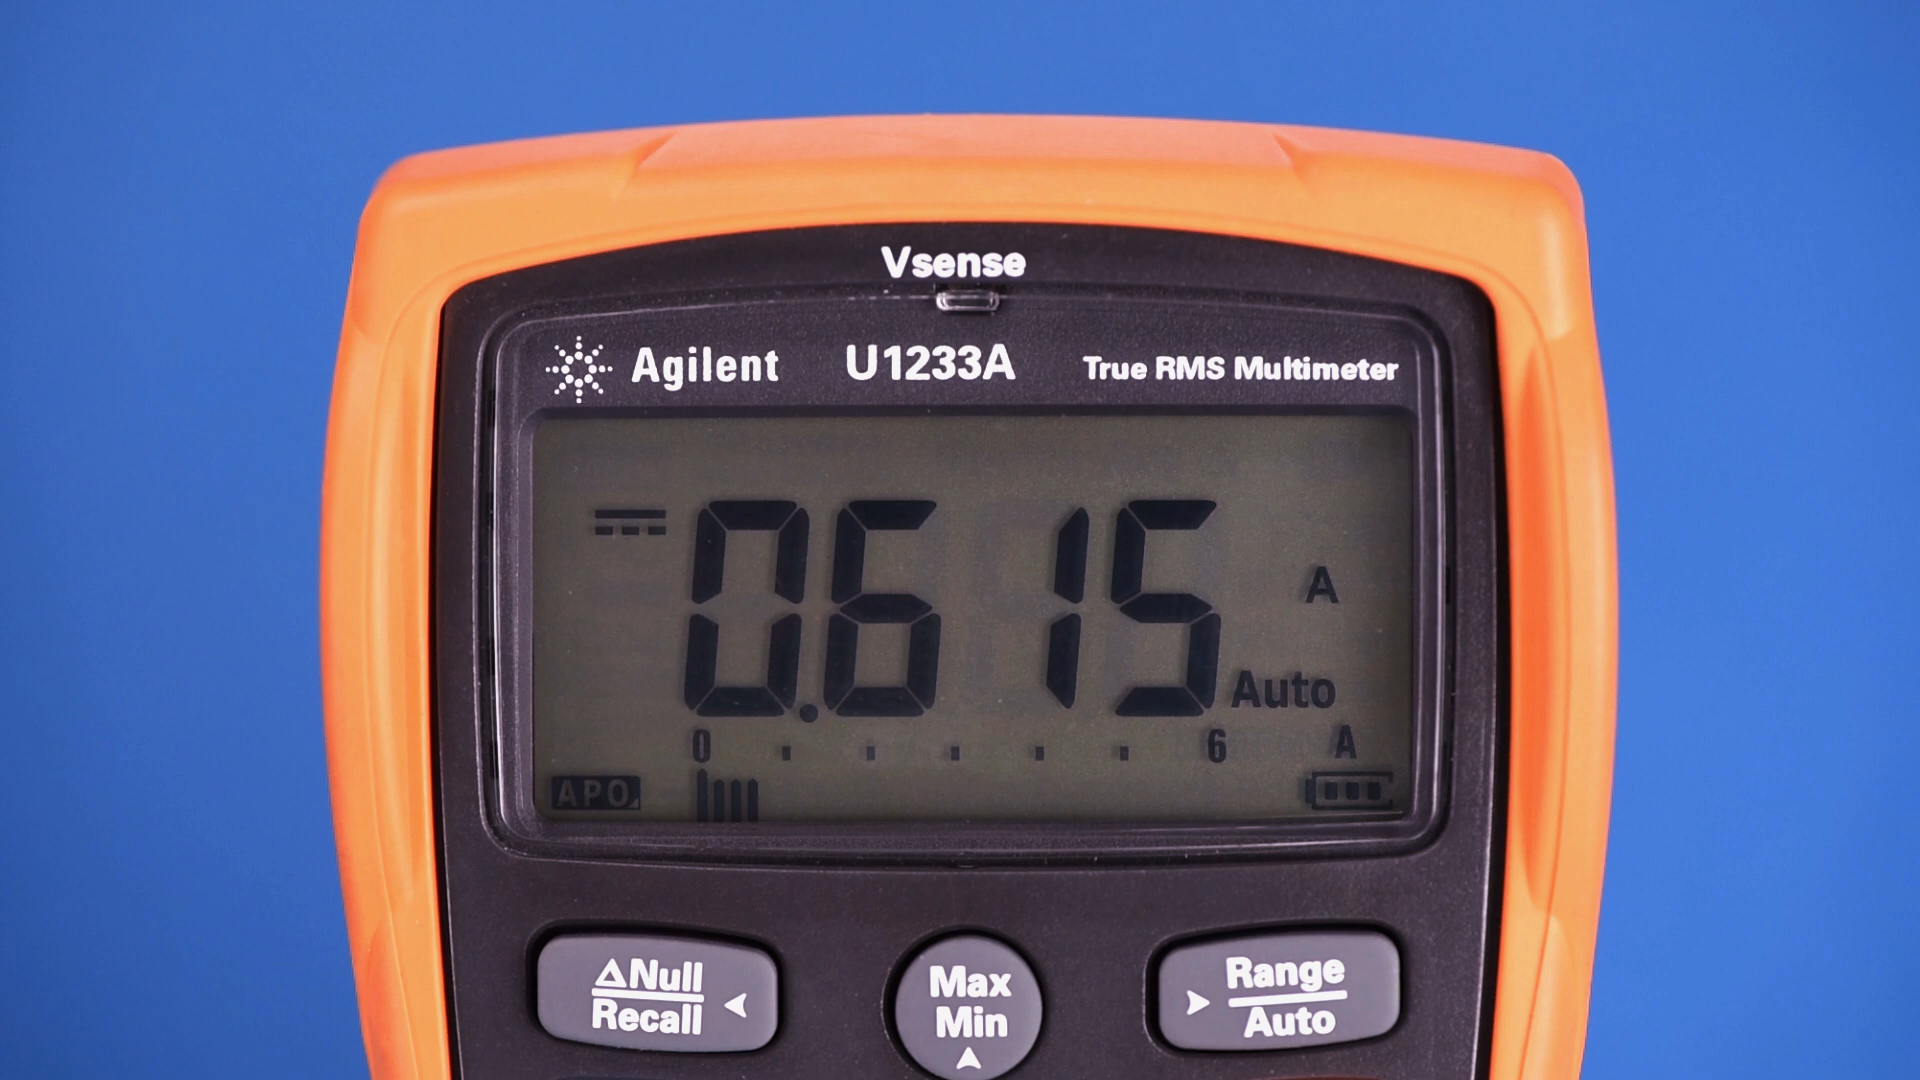 Vsense
Agilent U1233A True RMS Multimeter
0.615 A
Auto
0 6 A
APO
ΔNull
Recall
Max
Min
Range
Auto